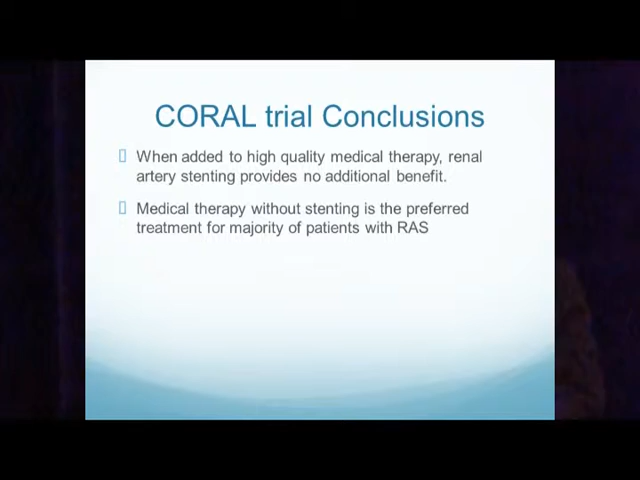 CORAL trial Conclusions
When added to high quality medical therapy, renal
artery stenting provides no additional benefit.
Medical therapy without stenting is the preferred
treatment for majority of patients with RAS